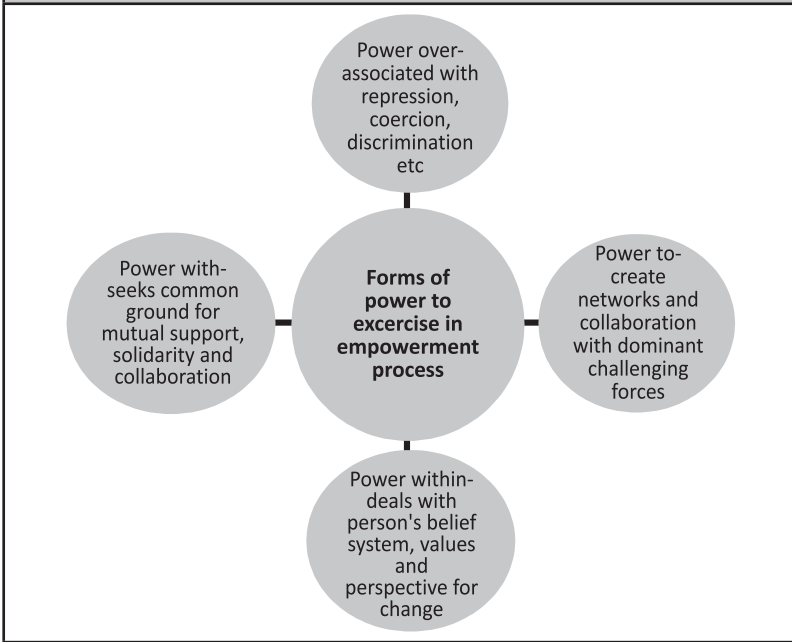 Power over-
associated with
repression,
coercion,
discrimination
etc
Power with-
seeks common
ground for
mutual support,
solidarity and
collaboration
Forms of
power to
excercise in
empowerment
process
Power to-
create
networks and
collaboration
with dominant
challenging
forces
Power within-
deals with
person's belief
system, values
and
perspective for
change